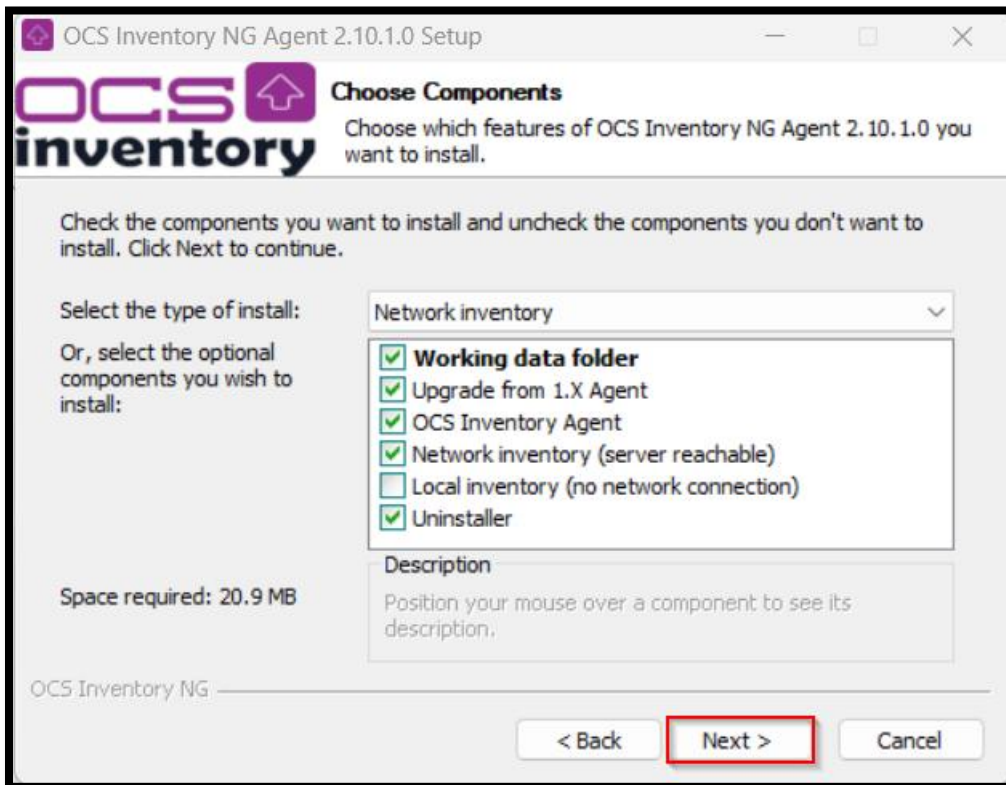 OCS Inventory NG Agent 2.10.1.0 Setup
OCS
inventory
Choose Components
Choose which features of OCS Inventory NG Agent 2.10.1.0 you
want to install.
Check the components you want to install and uncheck the components you don't want to
install. Click Next to continue.
Select the type of install:
Network inventory
Or, select the optional
components you wish to
install:
Working data folder
Upgrade from 1.X Agent
OCS Inventory Agent
Network inventory (server reachable)
Local inventory (no network connection)
Uninstaller
Space required: 20.9 MB
Description
Position your mouse over a component to see its
description.
OCS Inventory NG
< Back
Next >
Cancel